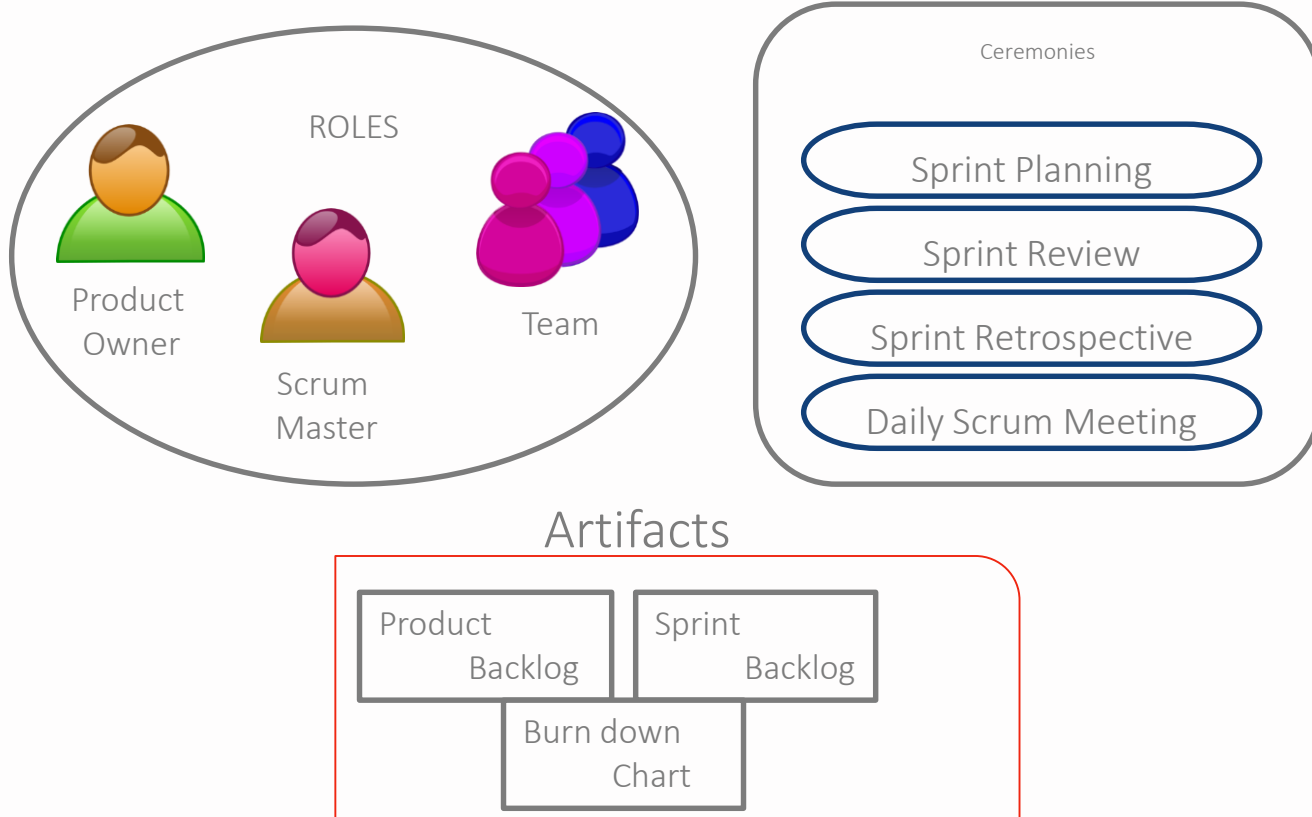 ROLES
Product
Owner
Scrum
Master
Team
Ceremonies
Sprint Planning
Sprint Review
Sprint Retrospective
Daily Scrum Meeting
Artifacts
Product
Backlog
Sprint
Backlog
Burn down
Chart